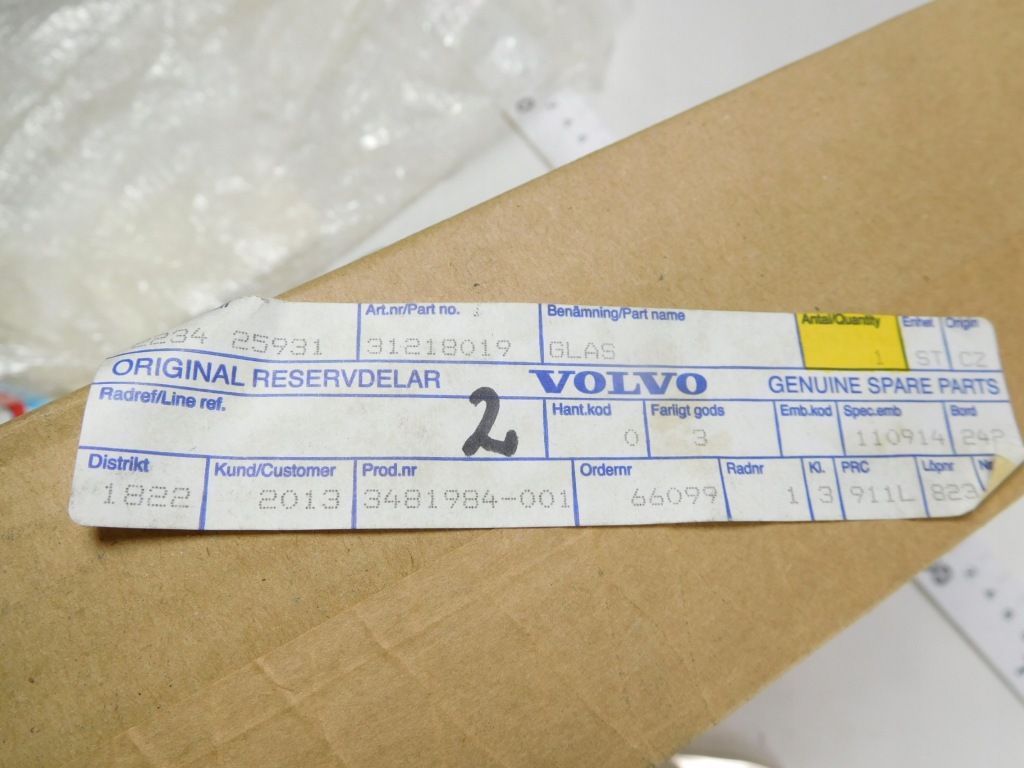 Art.nr/Part no. Benämning/Part name Antal/Quantity Enhet Origin
25931 31218019 GLAS 1 ST CZ
ORIGINAL RESERVDELAR VOLVO GENUINE SPARE PARTS
Radref/Line ref. 2 Hant.kod Farligt gods Emb.kod Spec.emb Bord
0 3 110914
Distrikt Kund/Customer Prod.nr Ordernr Radnr Kl. PRC Löpnr
1822 2013 3481984-001 66099 1 3 911L 823